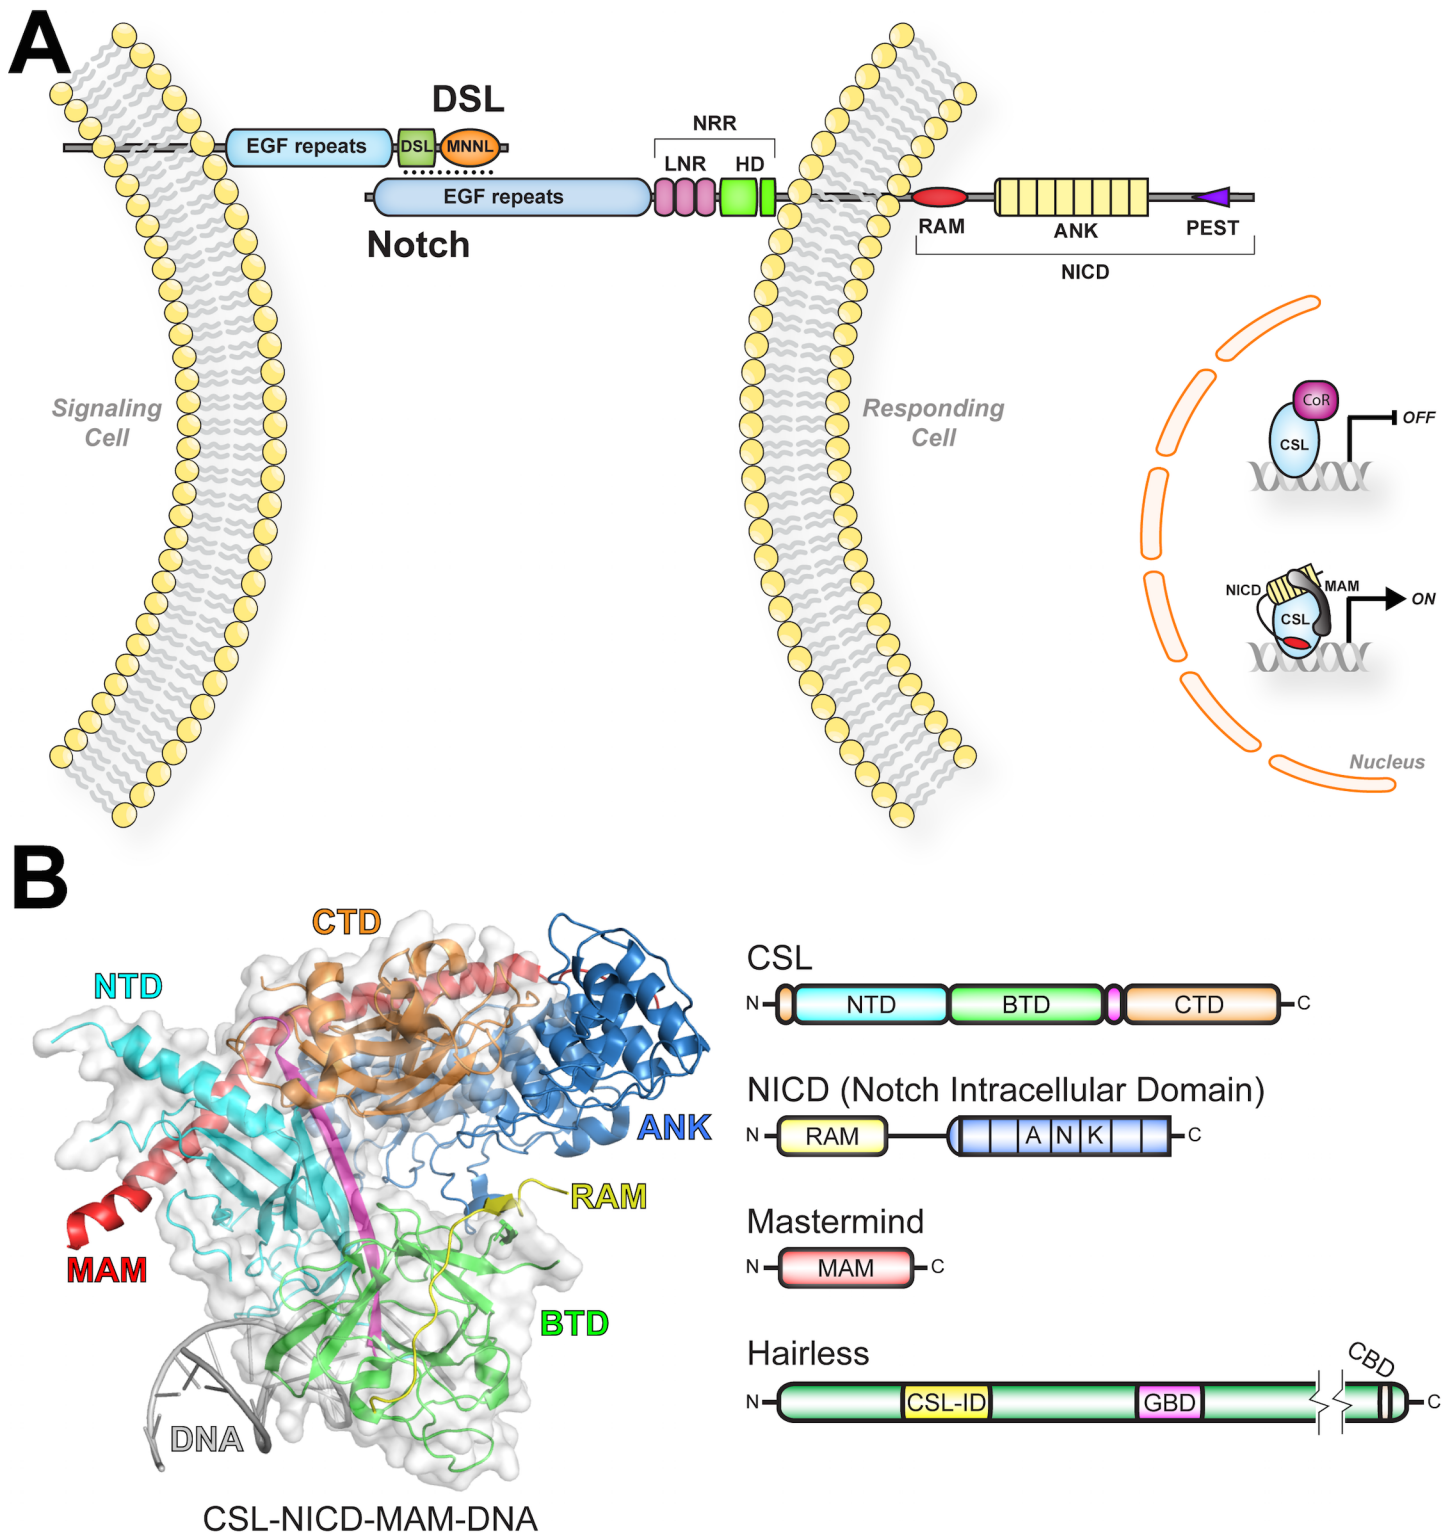 A
DSL
EGF repeats
DSL
MNNL
NRR
LNR
HD
EGF repeats
Notch
RAM
ANK
PEST
NICD
Signaling
Cell
Responding
Cell
CoR
CSL
OFF
NICD
MAM
CSL
ON
Nucleus
B
CTD
NTD
ANK
RAM
MAM
BTD
DNA
CSL-NICD-MAM-DNA
CSL
N NTD BTD CTD C
NICD (Notch Intracellular Domain)
N RAM A N K C
Mastermind
N MAM C
Hairless
CBD
N CSL-ID GBD C